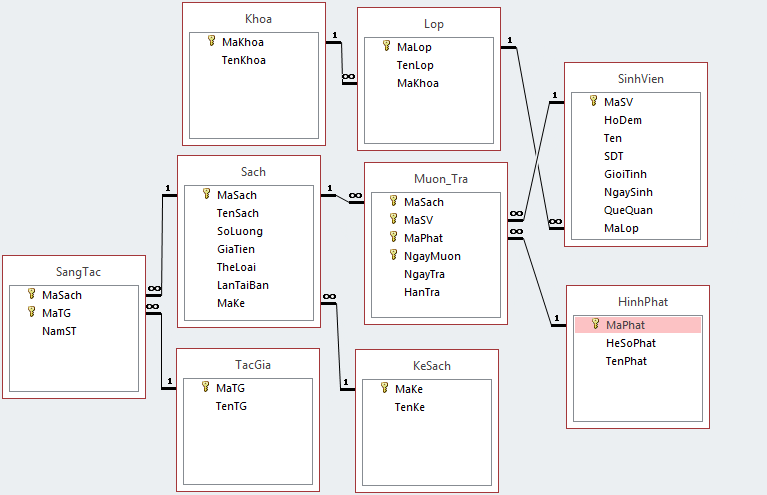 Khoa
MaKhoa
TenKhoa
1
∞
Lop
MaLop
TenLop
MaKhoa
1
SinhVien
MaSV
HoDem
Ten
SDT
GioiTinh
NgaySinh
QueQuan
MaLop
1
∞
Sach
MaSach
TenSach
SoLuong
GiaTien
TheLoai
LanTaiBan
MaKe
1
1
∞
Muon_Tra
MaSach
MaSV
MaPhat
NgayMuon
NgayTra
HanTra
∞
∞
∞
SangTac
MaSach
MaTG
NamST
∞
∞
HinhPhat
MaPhat
HeSoPhat
TenPhat
1
TacGia
MaTG
TenTG
1
KeSach
MaKe
TenKe
1